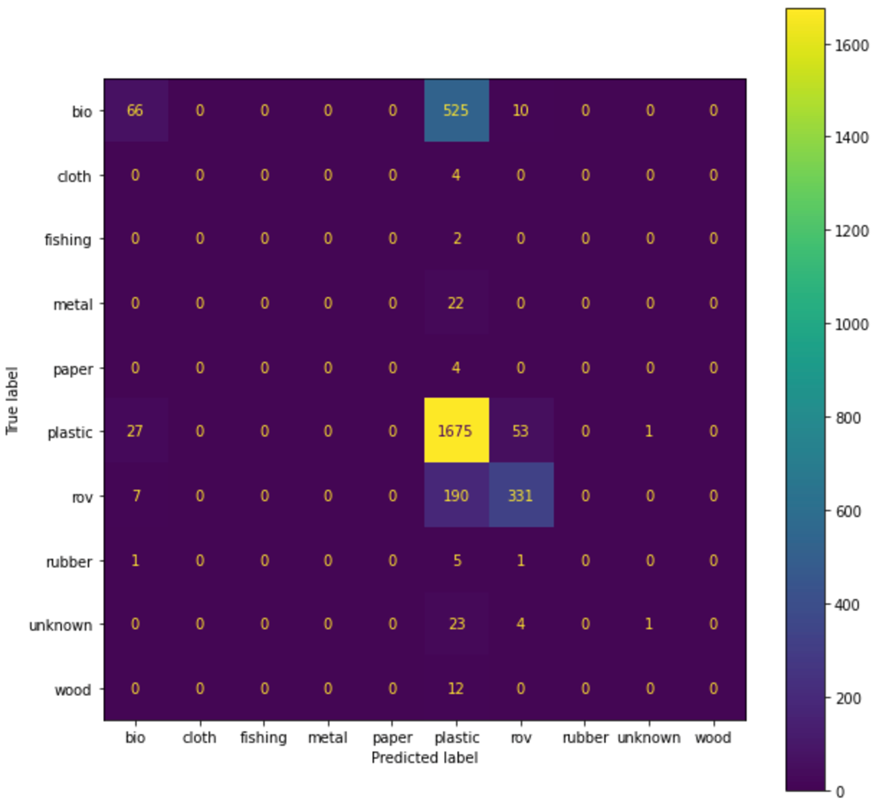 bio 66 0 0 0 0 525 10 0 0 0
cloth 0 0 0 0 0 4 0 0 0 0
fishing 0 0 0 0 0 2 0 0 0 0
metal 0 0 0 0 0 22 0 0 0 0
paper 0 0 0 0 0 4 0 0 0 0
plastic 27 0 0 0 0 1675 53 0 1 0
rov 7 0 0 0 0 190 331 0 0 0
rubber 1 0 0 0 0 5 1 0 0 0
unknown 0 0 0 0 0 23 4 0 1 0
wood 0 0 0 0 0 12 0 0 0 0
bio cloth fishing metal paper plastic rov rubber unknown wood
Predicted label
True label
1600
1400
1200
1000
800
600
400
200
0